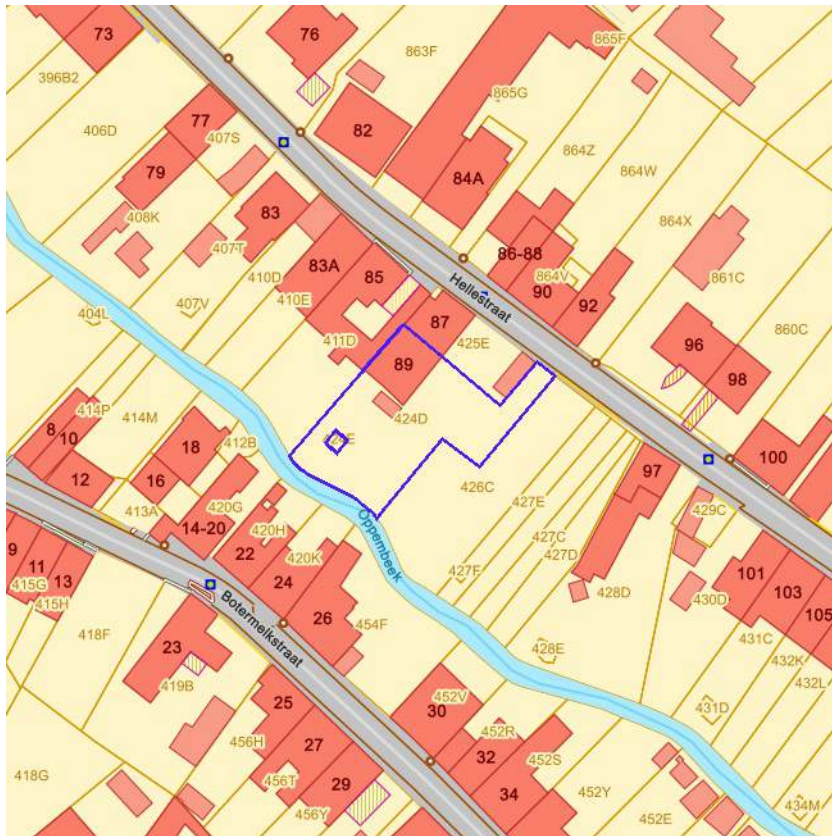 73
76
863F
865F
396B2
865G
406D
77
407S
82
864Z
864W
79
84A
408K
83
864X
407T
86-88
410D
83A
85
864V
861C
410E
Hellestraat
90
404L
407V
92
87
860C
411D
425E
96
89
98
414P
8
10
414M
424D
18
412B
424E
100
12
16
97
426C
420G
427E
413A
14-20
429C
420H
Oppembeek
427C
9
22
420K
427D
11
13
24
427F
101
415G
103
428D
430D
415H
Botermelkstraat
26
105
418F
454F
431C
23
428E
432K
419B
452V
432L
25
30
431D
452R
456H
27
32
452S
418G
456T
29
34
452Y
434M
456Y
452E